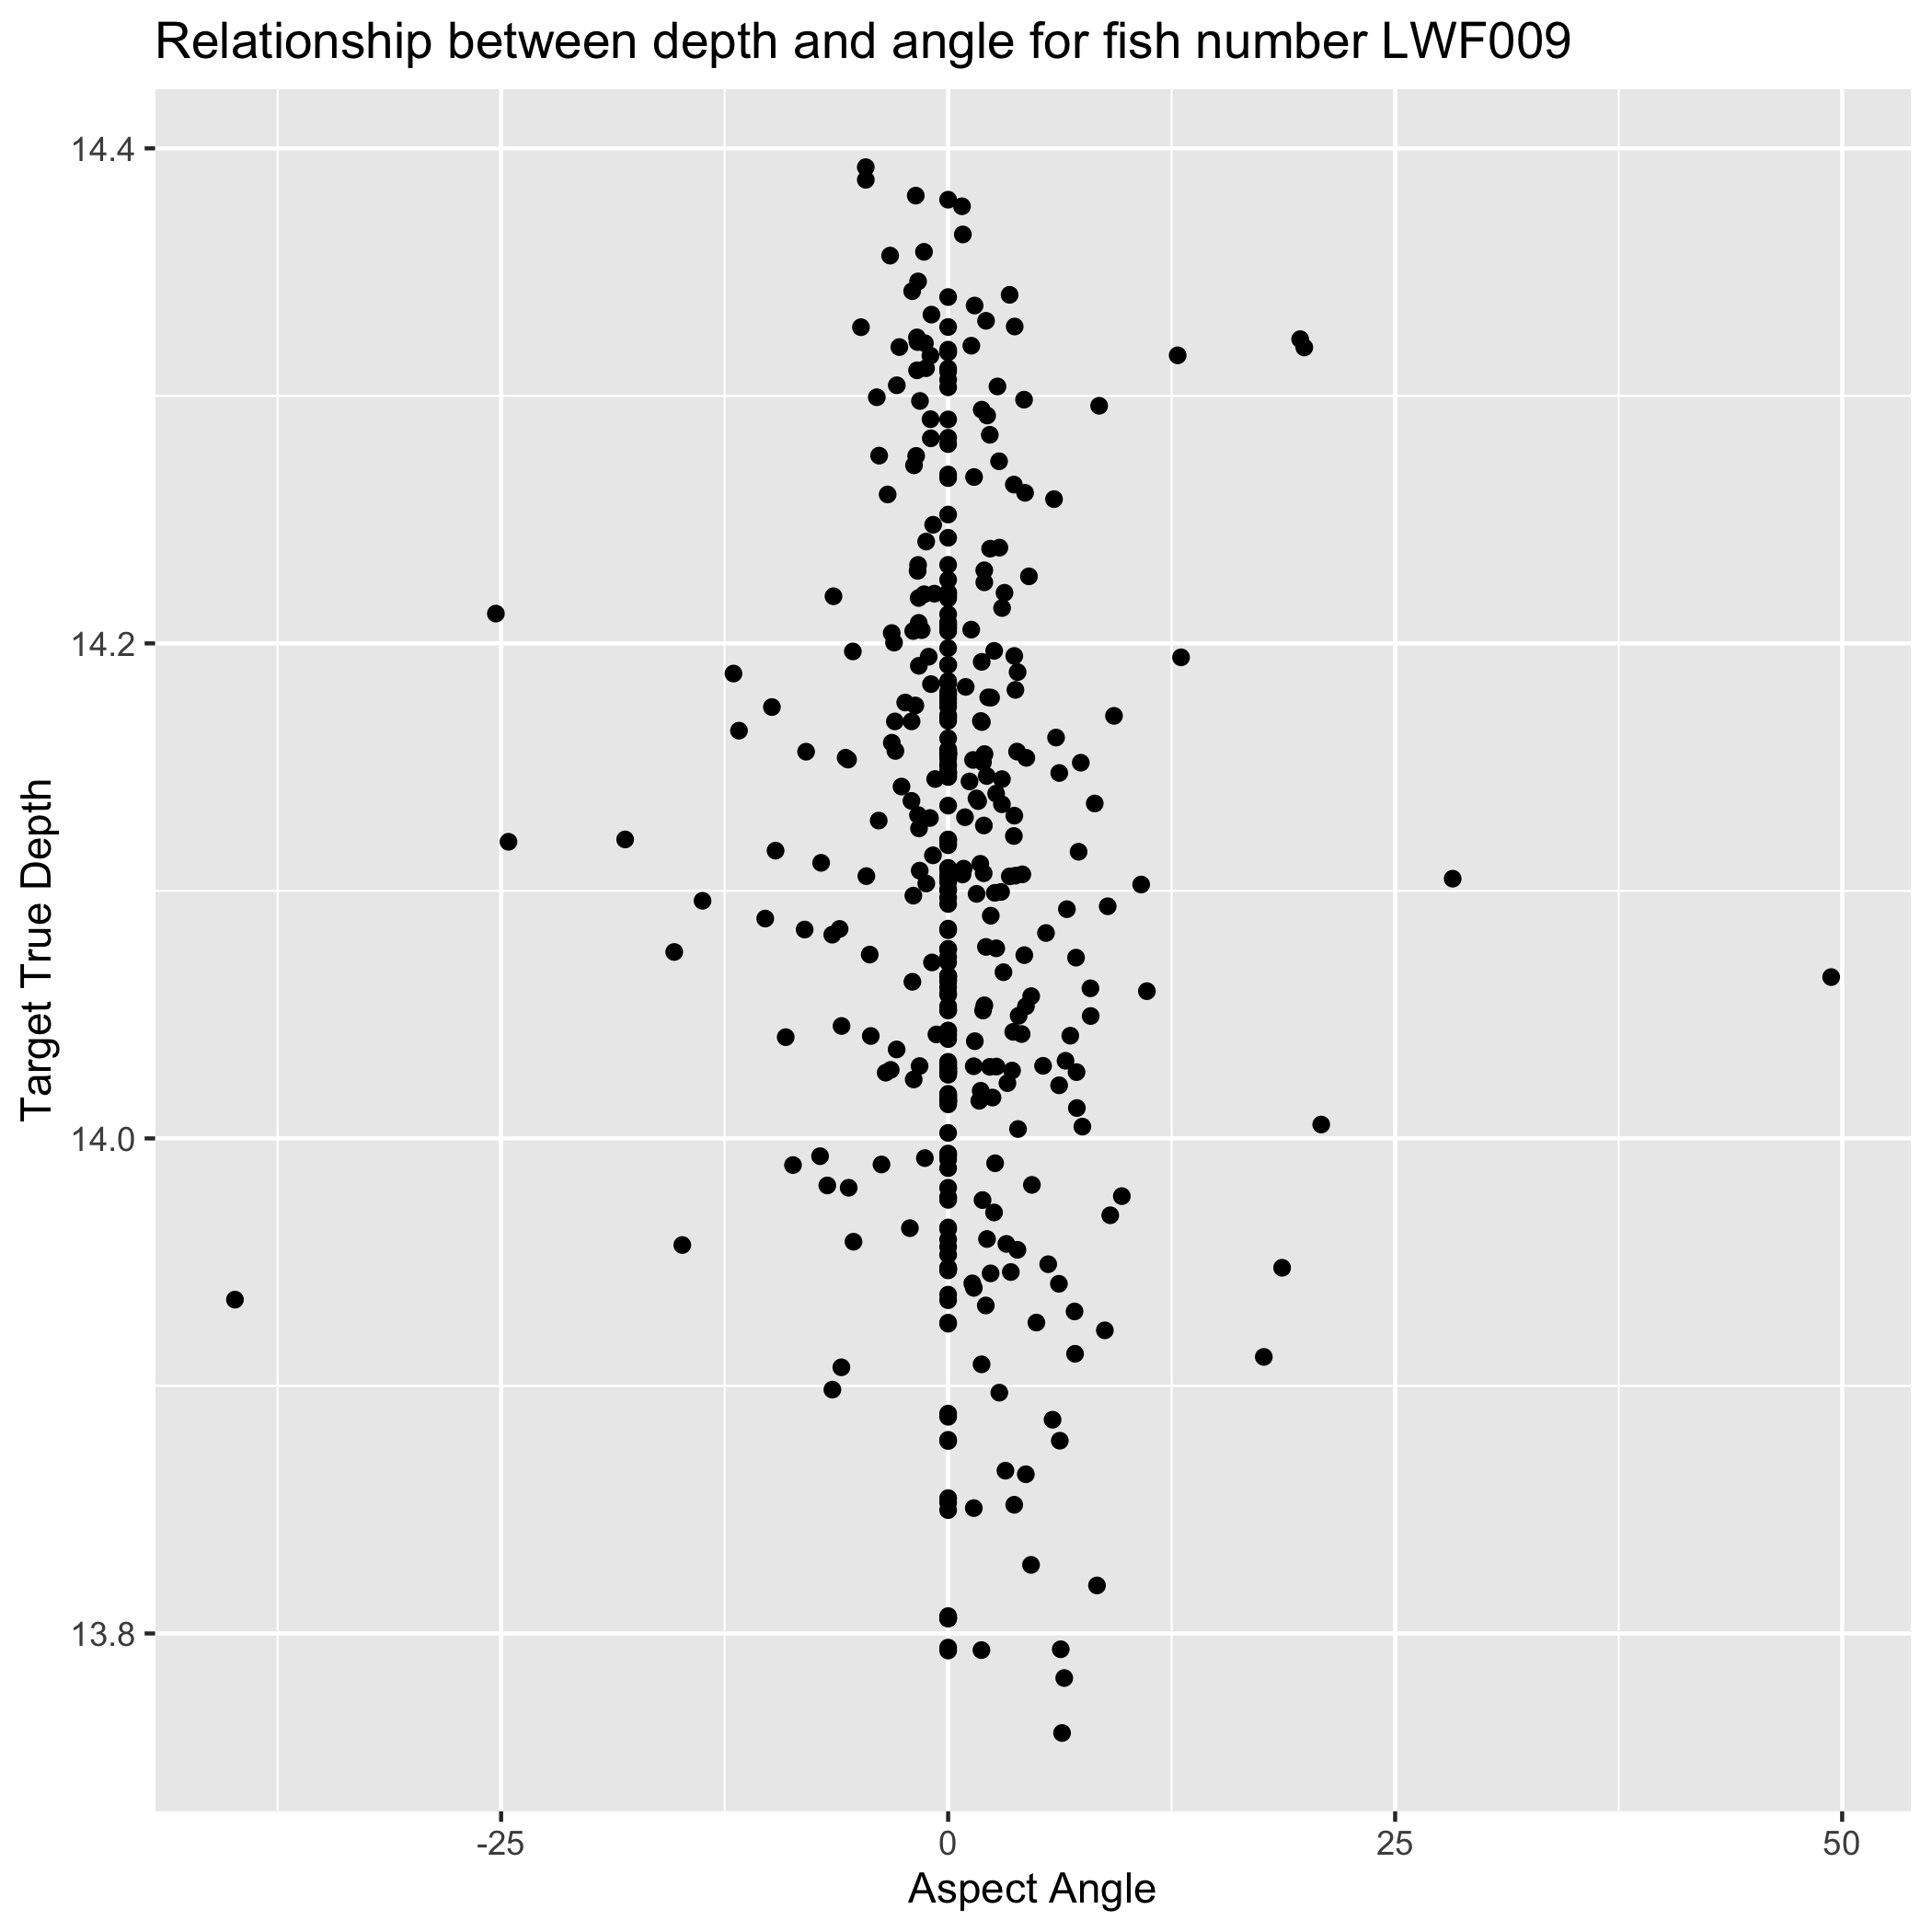 Relationship between depth and angle for fish number LWF009
14.4
14.2
14.0
13.8
Target True Depth
-25
0
25
50
Aspect Angle